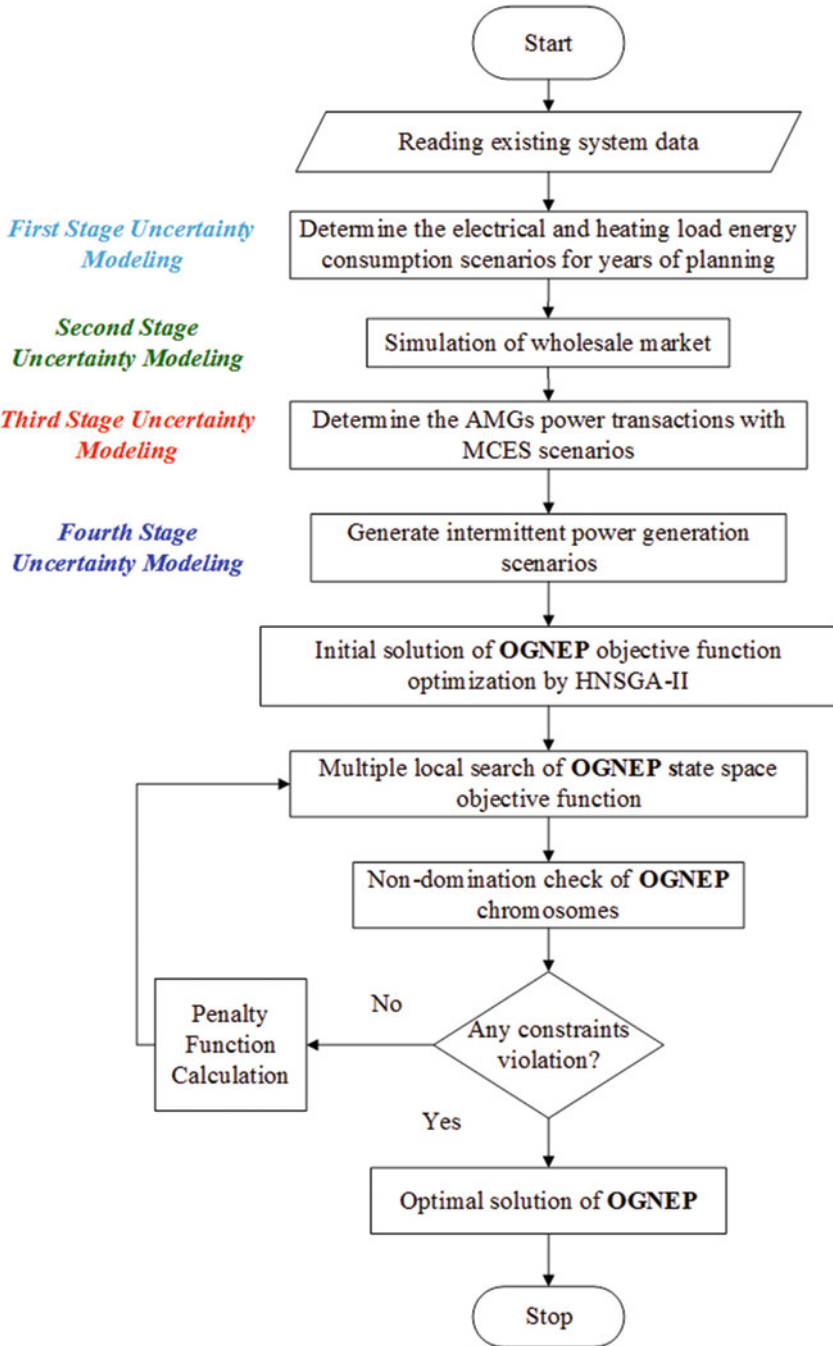 Start
Reading existing system data
First Stage Uncertainty
Modeling
Determine the electrical and heating load energy
consumption scenarios for years of planning
Second Stage
Uncertainty Modeling
Simulation of wholesale market
Third Stage Uncertainty
Modeling
Determine the AMGs power transactions with
MCES scenarios
Fourth Stage
Uncertainty Modeling
Generate intermittent power generation
scenarios
Initial solution of OGNEP objective function
optimization by HNSGA-II
Multiple local search of OGNEP state space
objective function
Non-domination check of OGNEP
chromosomes
Any constraints
violation?
No
Penalty
Function
Calculation
Yes
Optimal solution of OGNEP
Stop